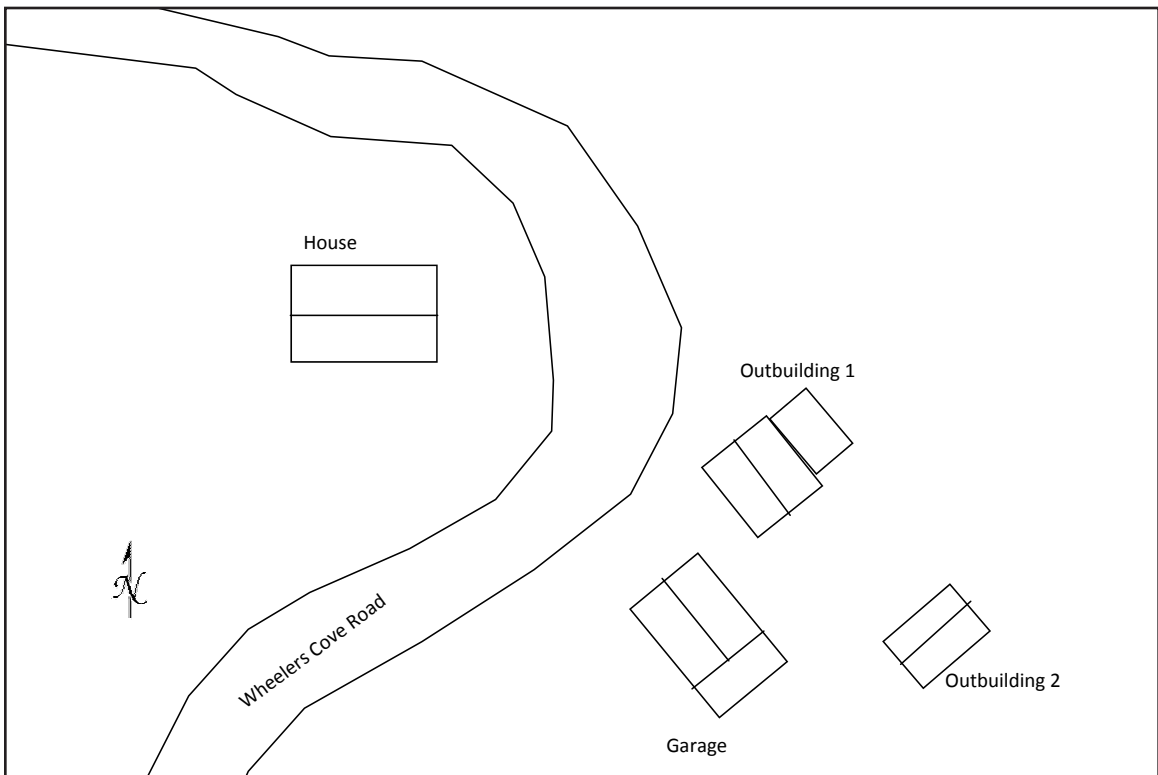 House
Outbuilding 1
N
Wheelers Cove Road
Outbuilding 2
Garage